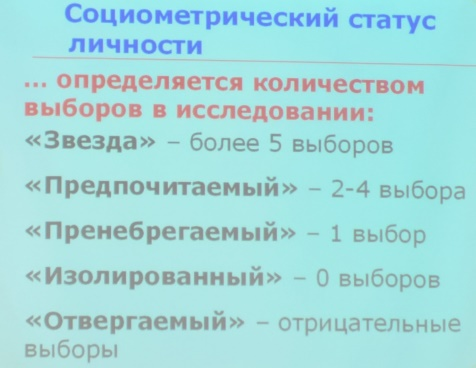 Социометрический статус
личности
... определяется количеством
выборов в исследовании:
«Звезда» – более 5 выборов
«Предпочитаемый» – 2-4 выбора
«Пренебрегаемый» – 1 выбор
«Изолированный» – 0 выборов
«Отвергаемый» – отрицательные
выборы